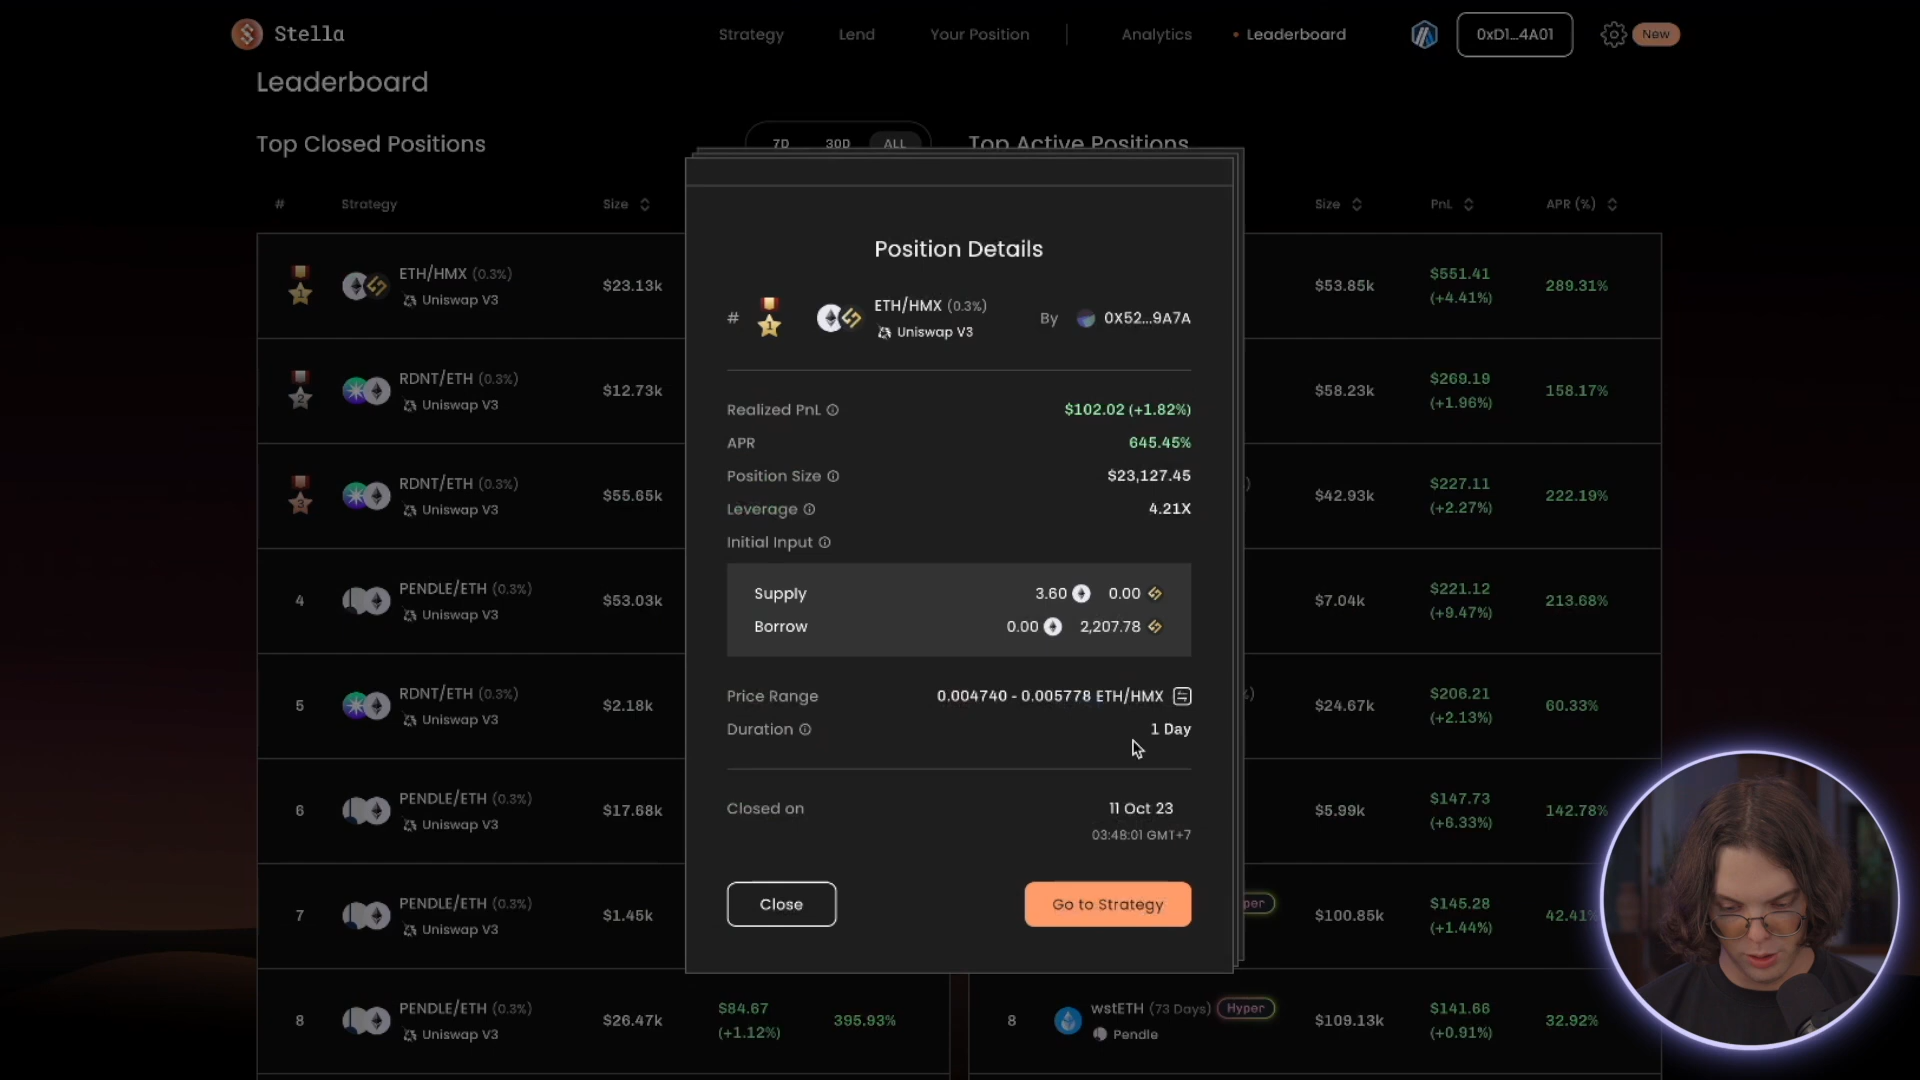 Stella
Strategy Lend Your Position Analytics Leaderboard 0xD1...4A01 New
Leaderboard
Top Closed Positions 7D 30D ALL Top Active Positions
# Strategy Size Size PnL APR (%)
Position Details
# 1 ETH/HMX (0.3%) Uniswap V3 By 0X52...9A7A
Realized PnL $102.02 (+1.82%)
APR 645.45%
Position Size $23,127.45
Leverage 4.21X
Initial Input
Supply 3.60 0.00
Borrow 0.00 2,207.78
Price Range 0.004740 - 0.005778 ETH/HMX
Duration 1 Day
Closed on 11 Oct 23
03:48:01 GMT+7
Close Go to Strategy
1 ETH/HMX (0.3%) Uniswap V3 $23.13k
2 RDNT/ETH (0.3%) Uniswap V3 $12.73k
3 RDNT/ETH (0.3%) Uniswap V3 $55.65k
4 PENDLE/ETH (0.3%) Uniswap V3 $53.03k
5 RDNT/ETH (0.3%) Uniswap V3 $2.18k
6 PENDLE/ETH (0.3%) Uniswap V3 $17.68k
7 PENDLE/ETH (0.3%) Uniswap V3 $1.45k
8 PENDLE/ETH (0.3%) Uniswap V3 $26.47k $84.67 (+1.12%) 395.93%
$53.85k $551.41 (+4.41%) 289.31%
$58.23k $269.19 (+1.96%) 158.17%
$42.93k $227.11 (+2.27%) 222.19%
$7.04k $221.12 (+9.47%) 213.68%
$24.67k $206.21 (+2.13%) 60.33%
$5.99k $147.73 (+6.33%) 142.78%
per $100.85k $145.28 (+1.44%) 42.41%
8 wstETH (73 Days) Hyper Pendle $109.13k $141.66 (+0.91%) 32.92%